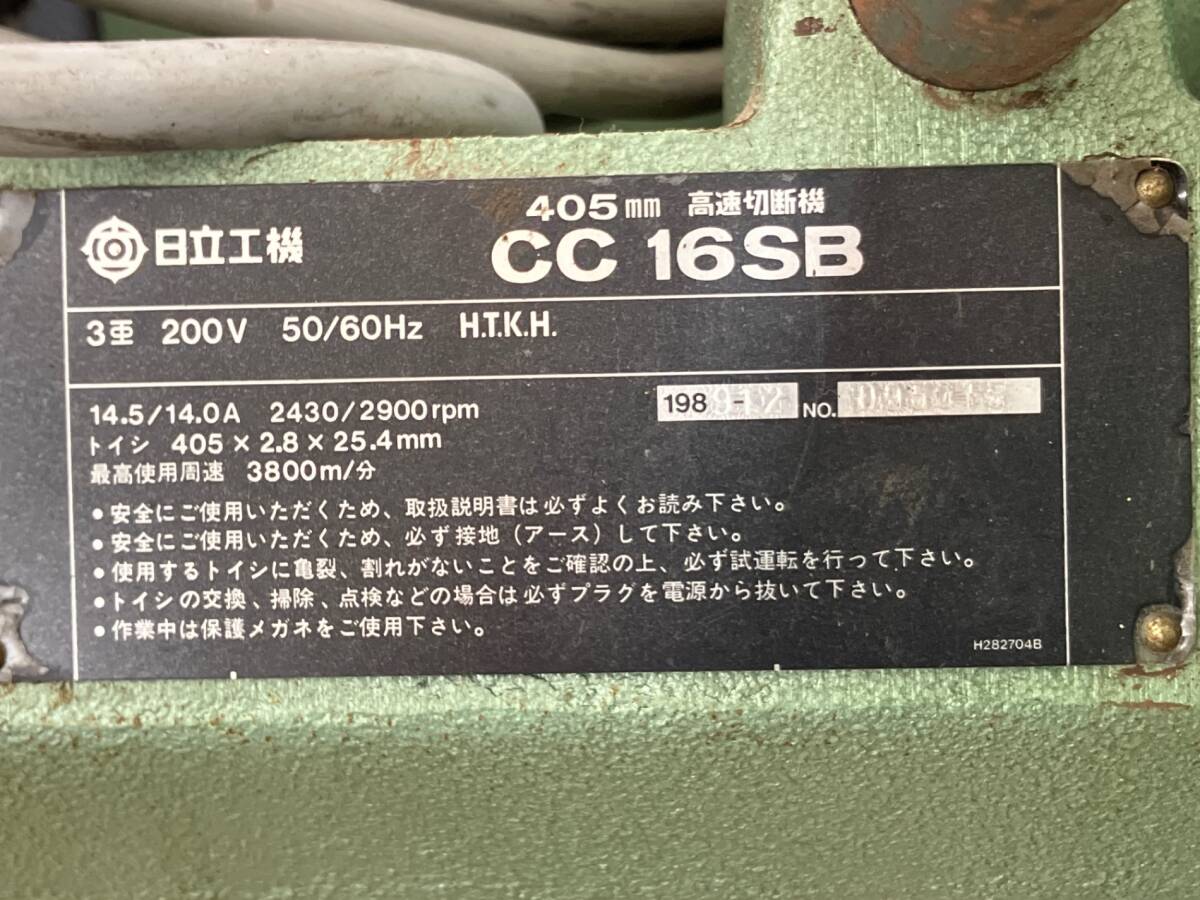 405mm 高速切断機
日立工機 CC 16SB
3相 200V 50/60Hz H.T.K.H.
14.5/14.0A 2430/2900rpm
198 NO.
トイシ 405×2.8×25.4mm
最高使用周速 3800m/分
●安全にご使用いただくため、取扱説明書は必ずよくお読み下さい。
●安全にご使用いただくため、必ず接地(アース)して下さい。
●使用するトイシに亀裂、割れがないことをご確認の上、必ず試運転を行って下さい。
●トイシの交換、掃除、点検などの場合は必ずプラグを電源から抜いて下さい。
●作業中は保護メガネをご使用下さい。
H282704B